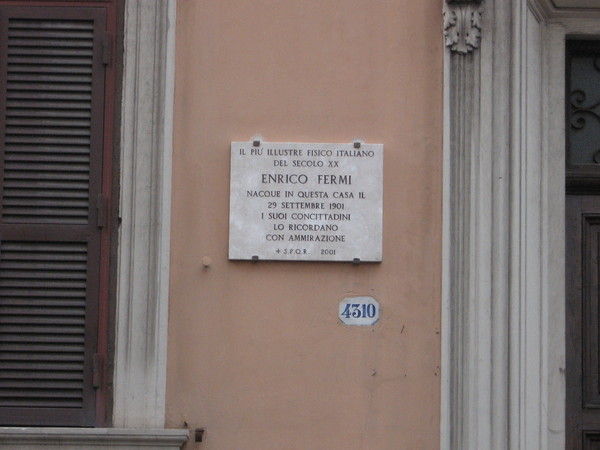 IL PIÙ ILLUSTRE FISICO ITALIANO
DEL SECOLO XX
ENRICO FERMI
NACQUE IN QUESTA CASA IL
29 SETTEMBRE 1901
I SUOI CONCITTADINI
LO RICORDANO
CON AMMIRAZIONE
+ S.P.Q.R. 2001
4310